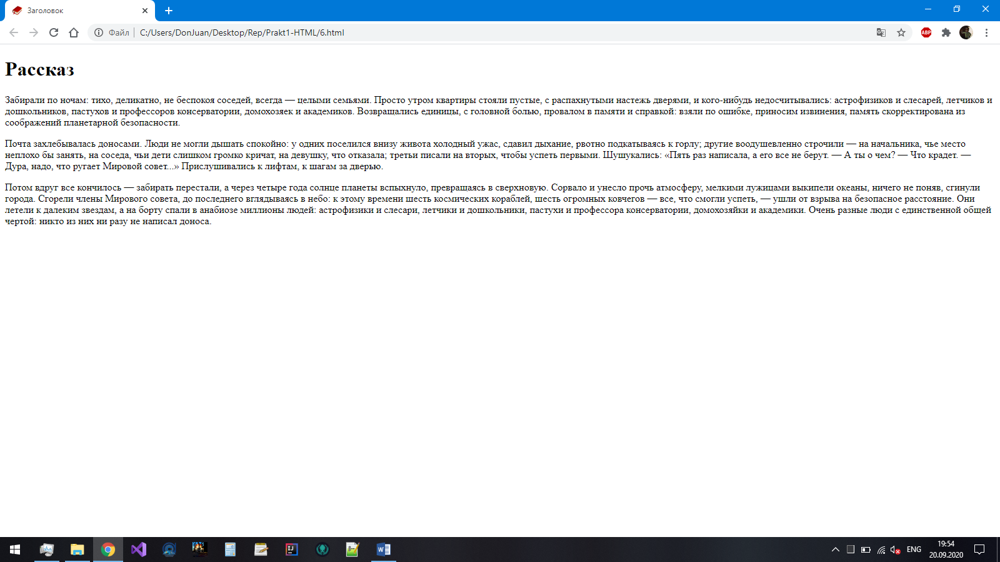 Заголовок
Файл
C:/Users/DonJuan/Desktop/Rep/Prakt1-HTML/6.html
ABP
Рассказ
Забирали по ночам: тихо, деликатно, не беспокоя соседей, всегда — целыми семьями. Просто утром квартиры стояли пустые, с распахнутыми настежь дверями, и кого-нибудь недосчитывались: астрофизиков и слесарей, летчиков и
дошкольников, пастухов и профессоров консерватории, домохозяек и академиков. Возвращались единицы, с головной болью, провалом в памяти и справкой: взяли по ошибке, приносим извинения, память скорректирована из
соображений планетарной безопасности.
Почта захлебывалась доносами. Люди не могли дышать спокойно: у одних поселился внизу живота холодный ужас, сдавил дыхание, рвотно подкатываясь к горлу; другие воодушевленно строчили — на начальника, чье место
неплохо бы занять, на соседа, чьи дети слишком громко кричат, на девушку, что отказала; третьи писали на вторых, чтобы успеть первыми. Шушукались: «Пять раз написала, а его все не берут. — А ты о чем? — Что крадет. —
Дура, надо, что ругает Мировой совет...» Прислушивались к лифтам, к шагам за дверью.
Потом вдруг все кончилось — забирать перестали, а через четыре года солнце планеты вспыхнуло, превращаясь в сверхновую. Сорвало и унесло прочь атмосферу, мелкими лужицами выкипели океаны, ничего не поняв, сгинули
города. Сгорели члены Мирового совета, до последнего вглядываясь в небо: к этому времени шесть космических кораблей, шесть огромных ковчегов — все, что смогли успеть, — ушли от взрыва на безопасное расстояние. Они
летели к далеким звездам, а на борту спали в анабиозе миллионы людей: астрофизики и слесари, летчики и дошкольники, пастухи и профессора консерватории, домохозяйки и академики. Очень разные люди с единственной общей
чертой: никто из них ни разу не написал доноса.
ENG
19:54
20.09.2020